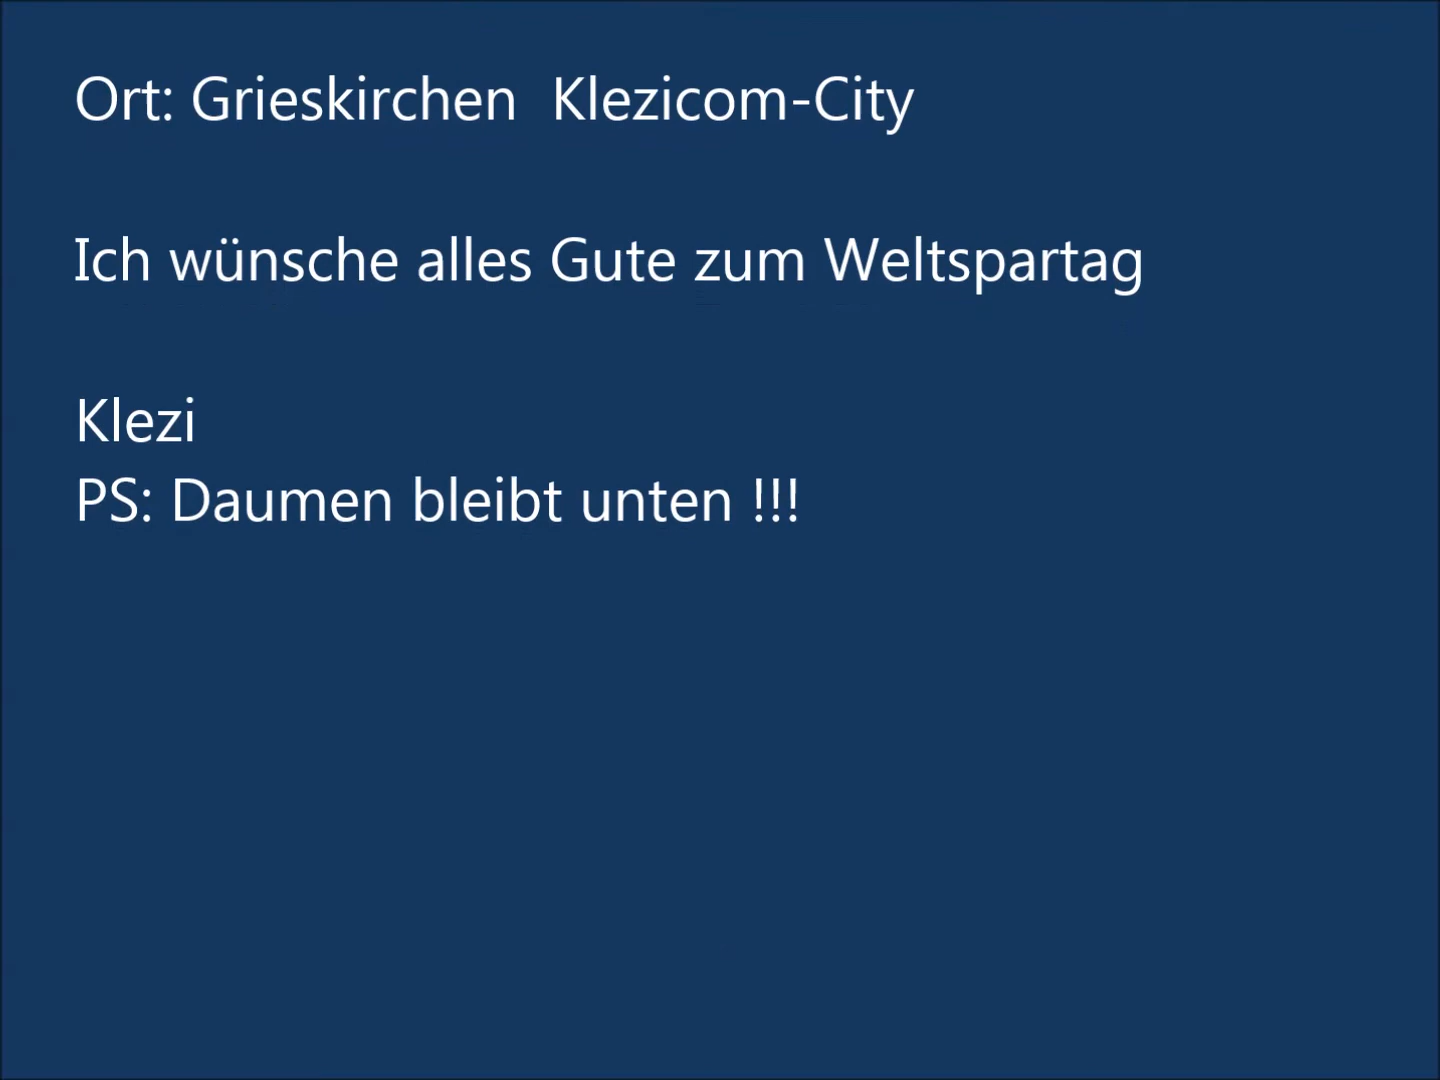 Ort: Grieskirchen  Klezicom-City
Ich wünsche alles Gute zum Weltspartag
Klezi
PS: Daumen bleibt unten !!!